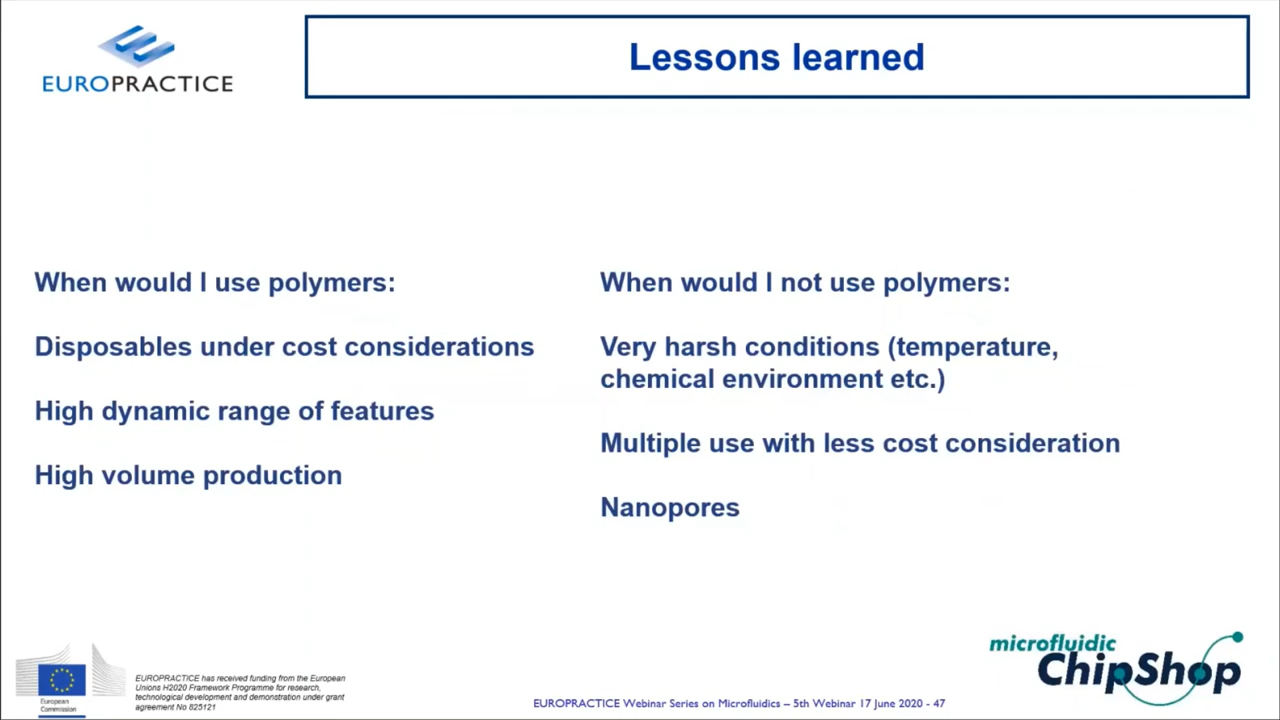 EUROPRACTICE
Lessons learned
When would I use polymers:
Disposables under cost considerations
High dynamic range of features
High volume production
When would I not use polymers:
Very harsh conditions (temperature,
chemical environment etc.)
Multiple use with less cost consideration
Nanopores
European
Commission
EUROPRACTICE has received funding from the European
Unions H2020 Framework Programme for research,
technological development and demonstration under grant
agreement No 825121
EUROPRACTICE Webinar Series on Microfluidics – 5th Webinar 17 June 2020 - 47
microfluidic
ChipShop